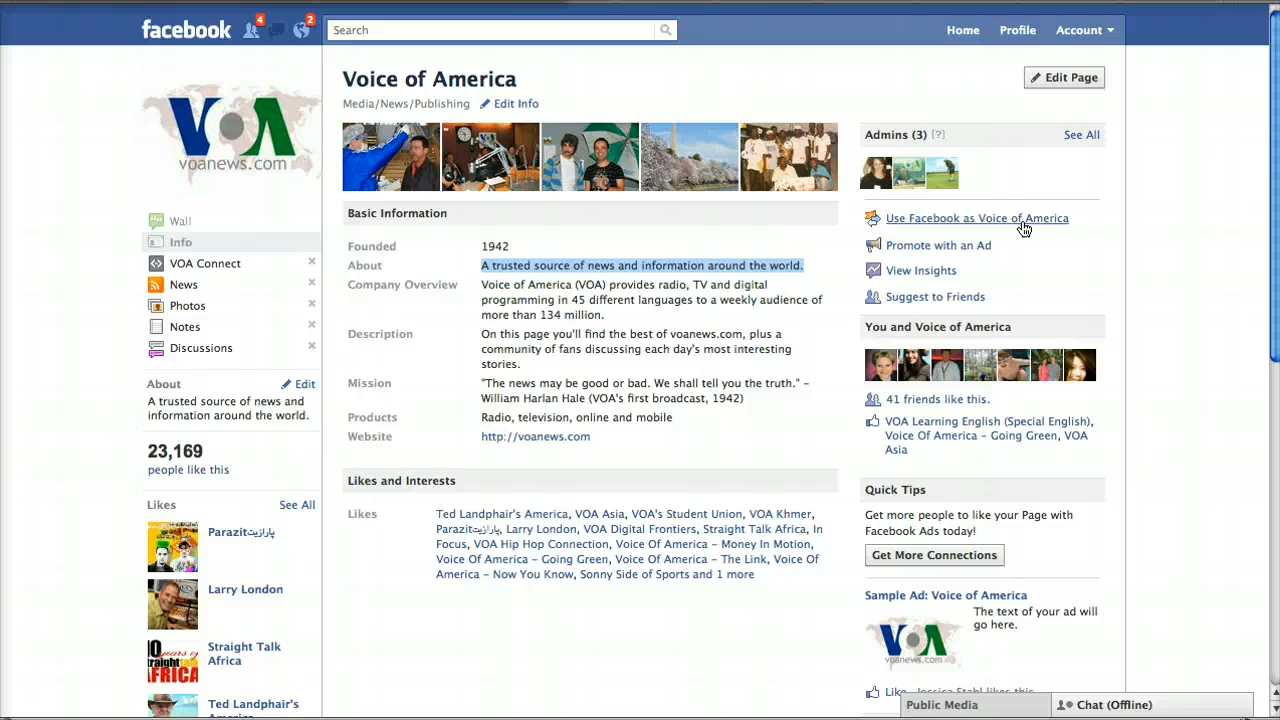 facebook
4
2
Search
Home
Profile
Account
VOA
voanews.com
Wall
Info
VOA Connect
News
Photos
Notes
Discussions
About
Edit
A trusted source of news and
information around the world.
23,169
people like this
Likes
See All
Paraziتپارازیت
Larry London
Straight Talk
Africa
Ted Landphair's
Voice of America
Media/News/Publishing
Edit Info
Basic Information
Founded
1942
About
A trusted source of news and information around the world.
Company Overview
Voice of America (VOA) provides radio, TV and digital
programming in 45 different languages to a weekly audience of
more than 134 million.
Description
On this page you'll find the best of voanews.com, plus a
community of fans discussing each day's most interesting
stories.
Mission
"The news may be good or bad. We shall tell you the truth." –
William Harlan Hale (VOA's first broadcast, 1942)
Products
Radio, television, online and mobile
Website
http://voanews.com
Likes and Interests
Likes
Ted Landphair's America, VOA Asia, VOA's Student Union, VOA Khmer,
Parazitپارازیت, Larry London, VOA Digital Frontiers, Straight Talk Africa, In
Focus, VOA Hip Hop Connection, Voice Of America – Money In Motion,
Voice Of America – Going Green, Voice Of America – The Link, Voice Of
America – Now You Know, Sonny Side of Sports and 1 more
Edit Page
Admins (3) [?]
See All
Use Facebook as Voice of America
Promote with an Ad
View Insights
Suggest to Friends
You and Voice of America
41 friends like this.
VOA Learning English (Special English),
Voice Of America – Going Green, VOA
Asia
Quick Tips
Get more people to like your Page with
Facebook Ads today!
Get More Connections
Sample Ad: Voice of America
The text of your ad will
go here.
VOA
voanews.com
Like
Jessica Stahl likes this.
Public Media
Chat (Offline)